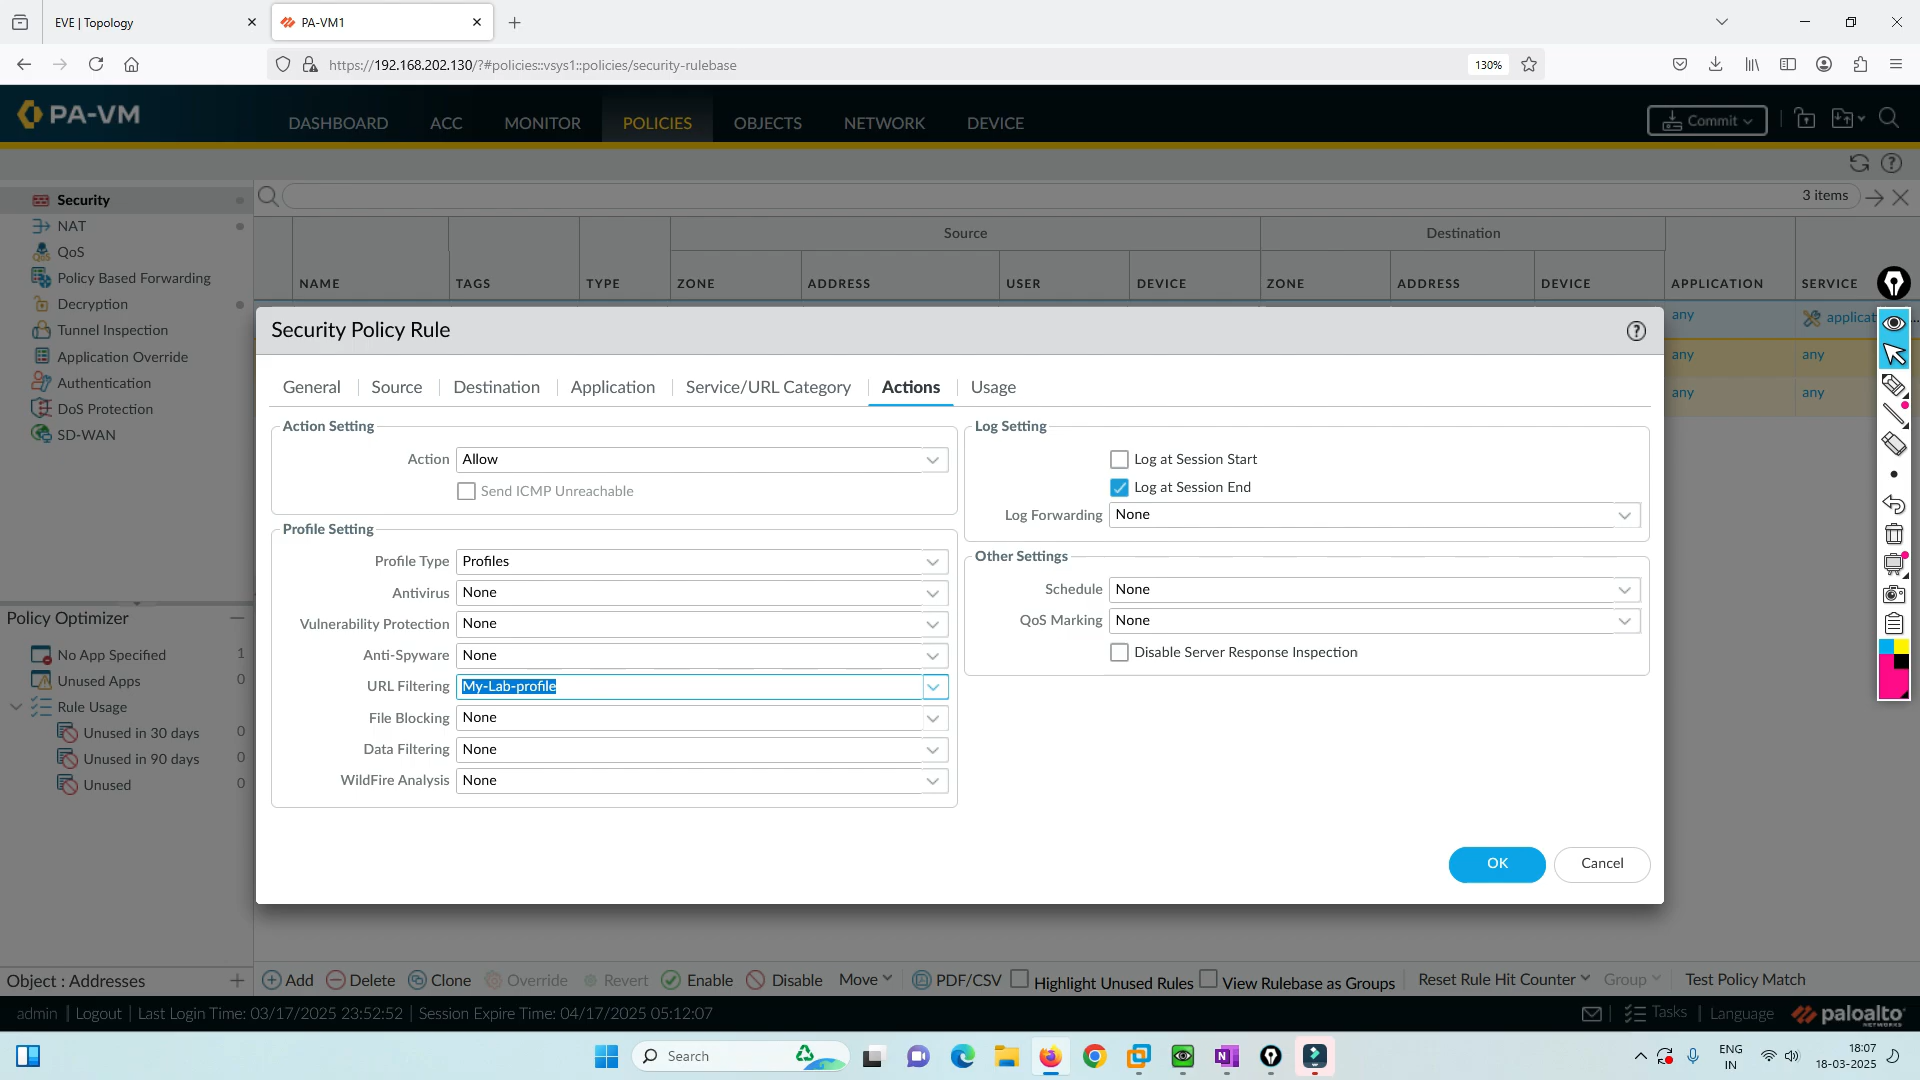 EVE | Topology
PA-VM1
https://192.168.202.130/?#policies::vsys1::policies/security-rulebase
130%
PA-VM
DASHBOARD
ACC
MONITOR
POLICIES
OBJECTS
NETWORK
DEVICE
Commit
Security
NAT
QoS
Policy Based Forwarding
Decryption
Tunnel Inspection
Application Override
Authentication
DoS Protection
SD-WAN
3 items
Source
Destination
NAME
TAGS
TYPE
ZONE
ADDRESS
USER
DEVICE
ZONE
ADDRESS
DEVICE
APPLICATION
SERVICE
any
applicat...
any
any
any
any
Security Policy Rule
General
Source
Destination
Application
Service/URL Category
Actions
Usage
Action Setting
Action
Allow
Send ICMP Unreachable
Profile Setting
Profile Type
Profiles
Antivirus
None
Vulnerability Protection
None
Anti-Spyware
None
URL Filtering
My-Lab-profile
File Blocking
None
Data Filtering
None
WildFire Analysis
None
Log Setting
Log at Session Start
Log at Session End
Log Forwarding
None
Other Settings
Schedule
None
QoS Marking
None
Disable Server Response Inspection
OK
Cancel
Policy Optimizer
No App Specified
1
Unused Apps
0
Rule Usage
Unused in 30 days
0
Unused in 90 days
0
Unused
0
Object : Addresses
Add
Delete
Clone
Override
Revert
Enable
Disable
Move
PDF/CSV
Highlight Unused Rules
View Rulebase as Groups
Reset Rule Hit Counter
Group
Test Policy Match
admin | Logout | Last Login Time: 03/17/2025 23:52:52 | Session Expire Time: 04/17/2025 05:12:07
Tasks
Language
paloalto
NETWORKS
Search
ENG
IN
18:07
18-03-2025